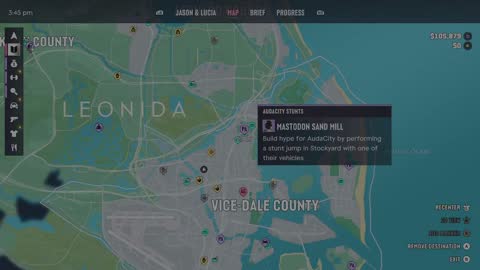 3:45 pm
JASON & LUCIA
MAP
BRIEF
PROGRESS
$105,879
50
COUNTY
LEONIDA
AUDACITY STUNTS
MASTODON SAND MILL
Build hype for AudaCity by performing
a stunt jump in Stockyard with one of
their vehicles
VICE-DALE COUNTY
RECENTER
REMOVE DESTINATION
EXIT